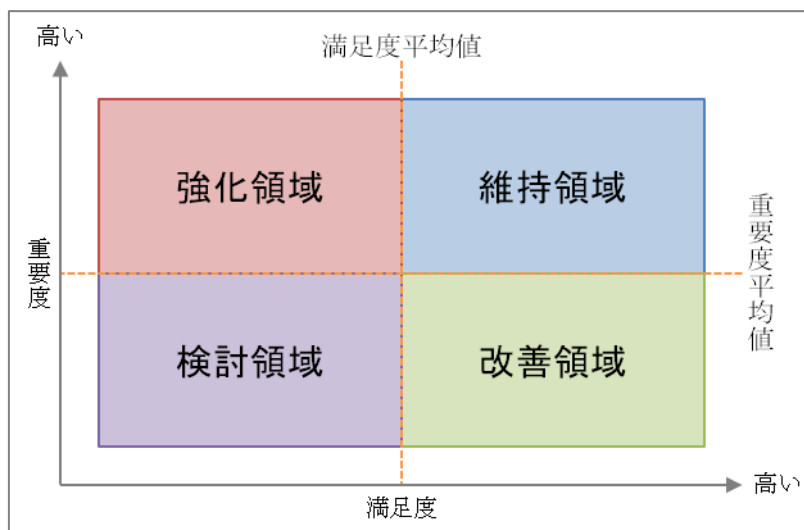 高い
満足度平均値
強化領域
維持領域
重要度
重要度平均値
検討領域
改善領域
高い
満足度